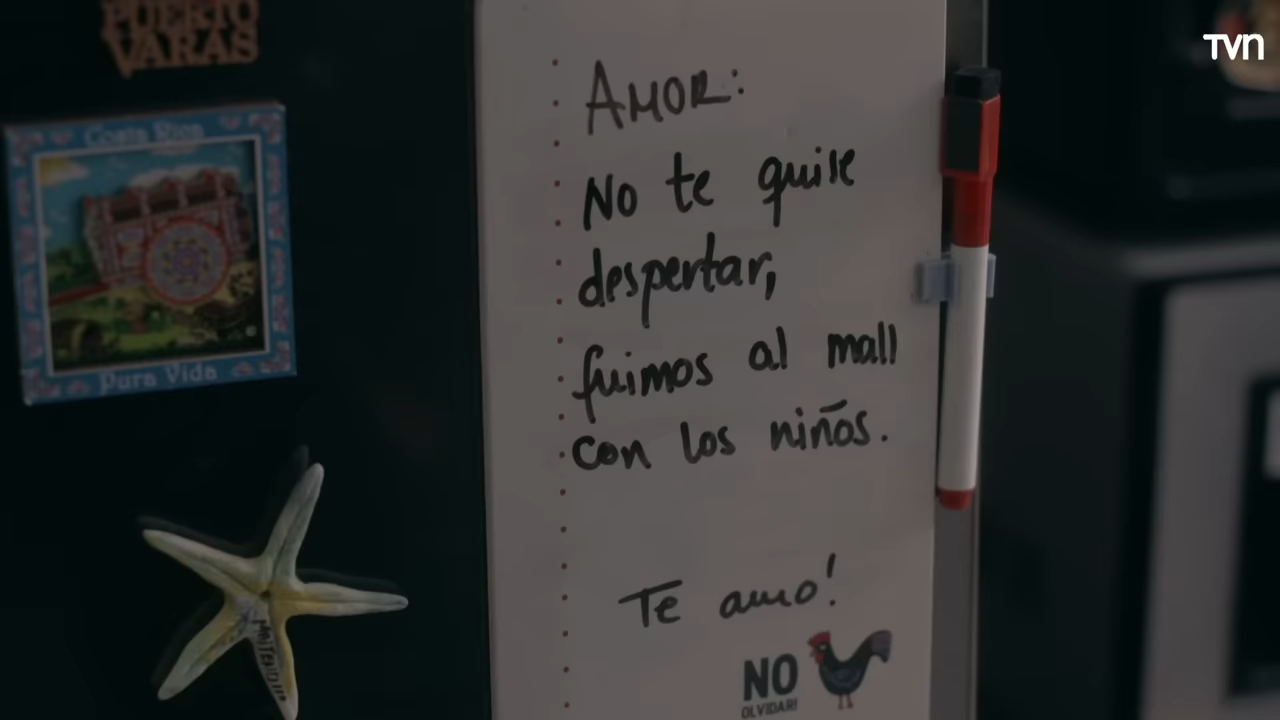 PUERTO
VARAS
Costa Rica
Pura Vida
TVN
AMOR:
No te quise
despertar,
fuimos al mall
con los niños.
Te amo!
NO
OLVIDAR!